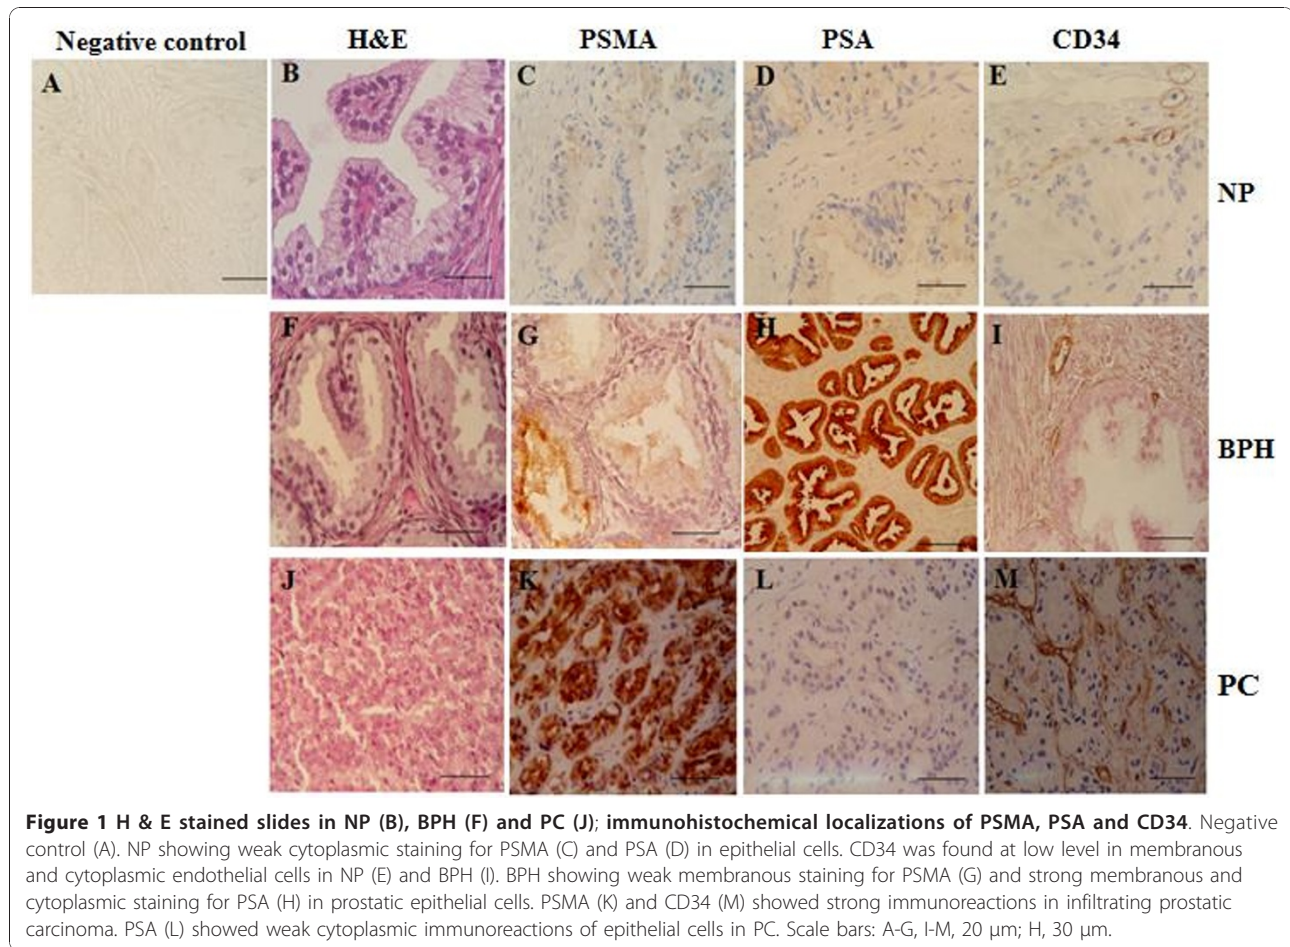 Negative control H&E PSMA PSA CD34
A B C D E NP
F G H I BPH
J K L M PC
Figure 1 H & E stained slides in NP (B), BPH (F) and PC (J); immunohistochemical localizations of PSMA, PSA and CD34. Negative
control (A). NP showing weak cytoplasmic staining for PSMA (C) and PSA (D) in epithelial cells. CD34 was found at low level in membranous
and cytoplasmic endothelial cells in NP (E) and BPH (I). BPH showing weak membranous staining for PSMA (G) and strong membranous and
cytoplasmic staining for PSA (H) in prostatic epithelial cells. PSMA (K) and CD34 (M) showed strong immunoreactions in infiltrating prostatic
carcinoma. PSA (L) showed weak cytoplasmic immunoreactions of epithelial cells in PC. Scale bars: A-G, I-M, 20 μm; H, 30 μm.